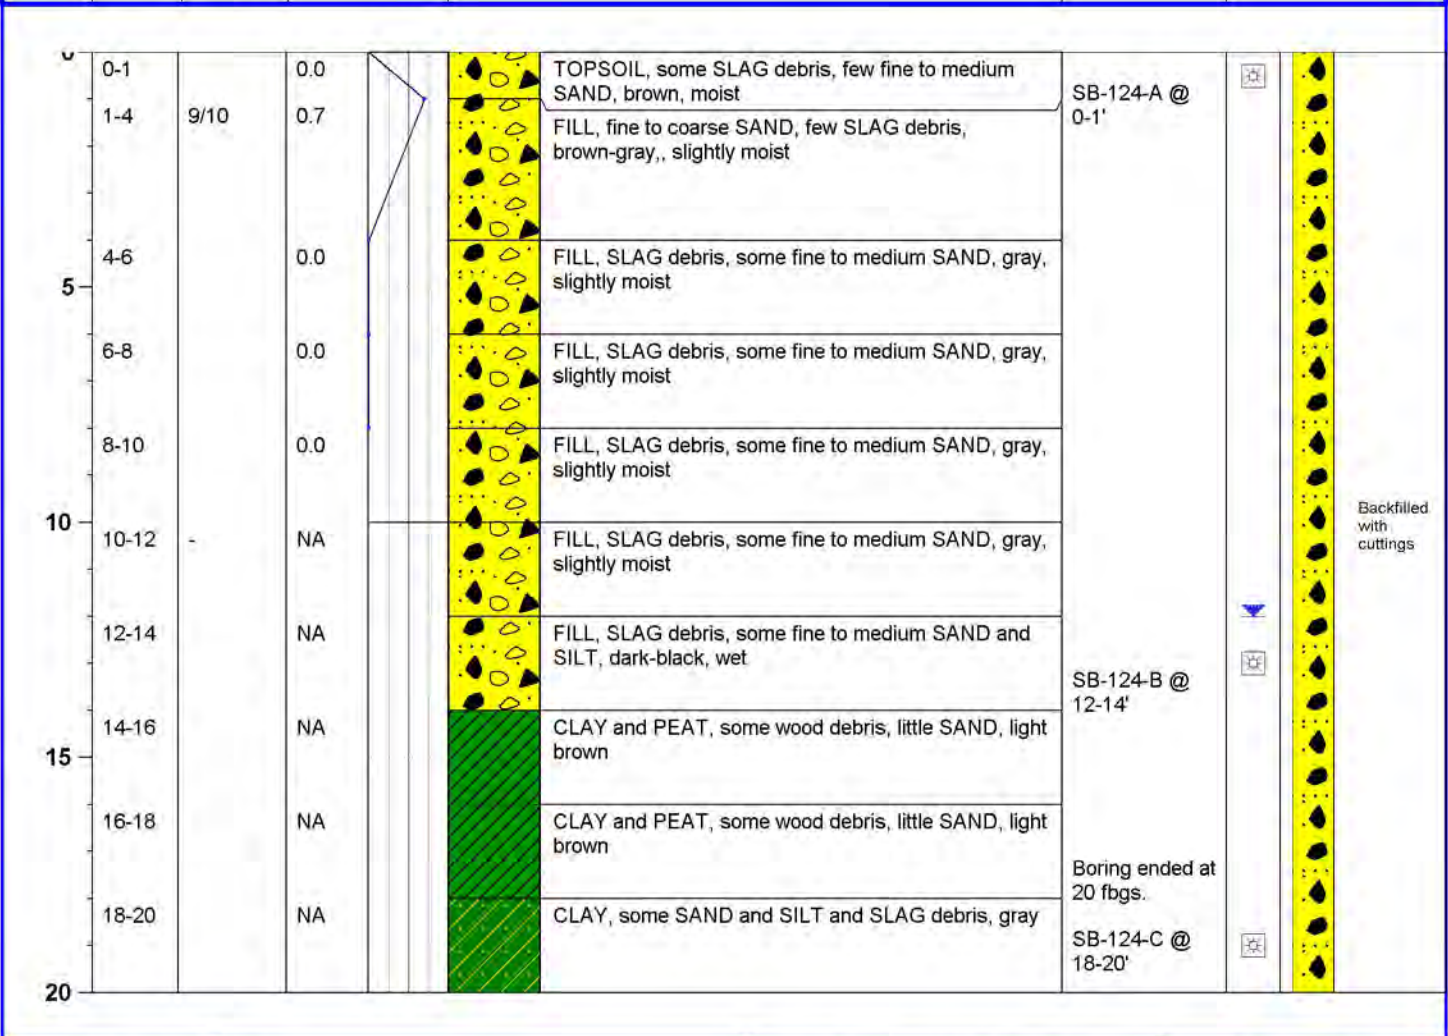 0
0-1
0.0
TOPSOIL, some SLAG debris, few fine to medium
SAND, brown, moist
SB-124-A @
0-1'
1-4
9/10
0.7
FILL, fine to coarse SAND, few SLAG debris,
brown-gray,, slightly moist
4-6
0.0
FILL, SLAG debris, some fine to medium SAND, gray,
slightly moist
5
6-8
0.0
FILL, SLAG debris, some fine to medium SAND, gray,
slightly moist
8-10
0.0
FILL, SLAG debris, some fine to medium SAND, gray,
slightly moist
10
10-12
-
NA
FILL, SLAG debris, some fine to medium SAND, gray,
slightly moist
Backfilled
with
cuttings
12-14
NA
FILL, SLAG debris, some fine to medium SAND and
SILT, dark-black, wet
SB-124-B @
12-14'
14-16
NA
CLAY and PEAT, some wood debris, little SAND, light
brown
15
16-18
NA
CLAY and PEAT, some wood debris, little SAND, light
brown
Boring ended at
20 fbgs.
18-20
NA
CLAY, some SAND and SILT and SLAG debris, gray
SB-124-C @
18-20'
20